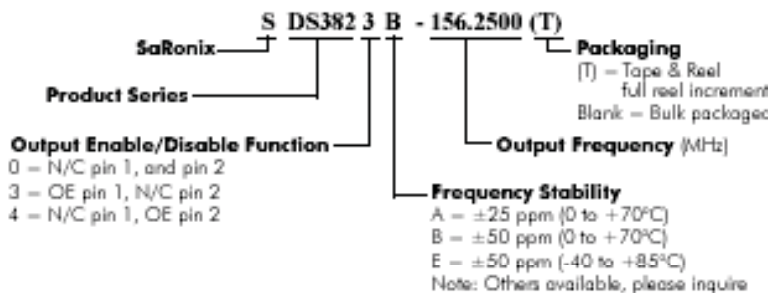 S DS382 3 B - 156.2500 (T)
SaRonix
Packaging
(T) – Tape & Reel
full reel increment
Blank – Bulk packaged
Product Series
Output Enable/Disable Function
0 – N/C pin 1, and pin 2
3 – OE pin 1, N/C pin 2
4 – N/C pin 1, OE pin 2
Output Frequency (MHz)
Frequency Stability
A – ±25 ppm (0 to +70ºC)
B – ±50 ppm (0 to +70ºC)
E – ±50 ppm (-40 to +85ºC)
Note: Others available, please inquire